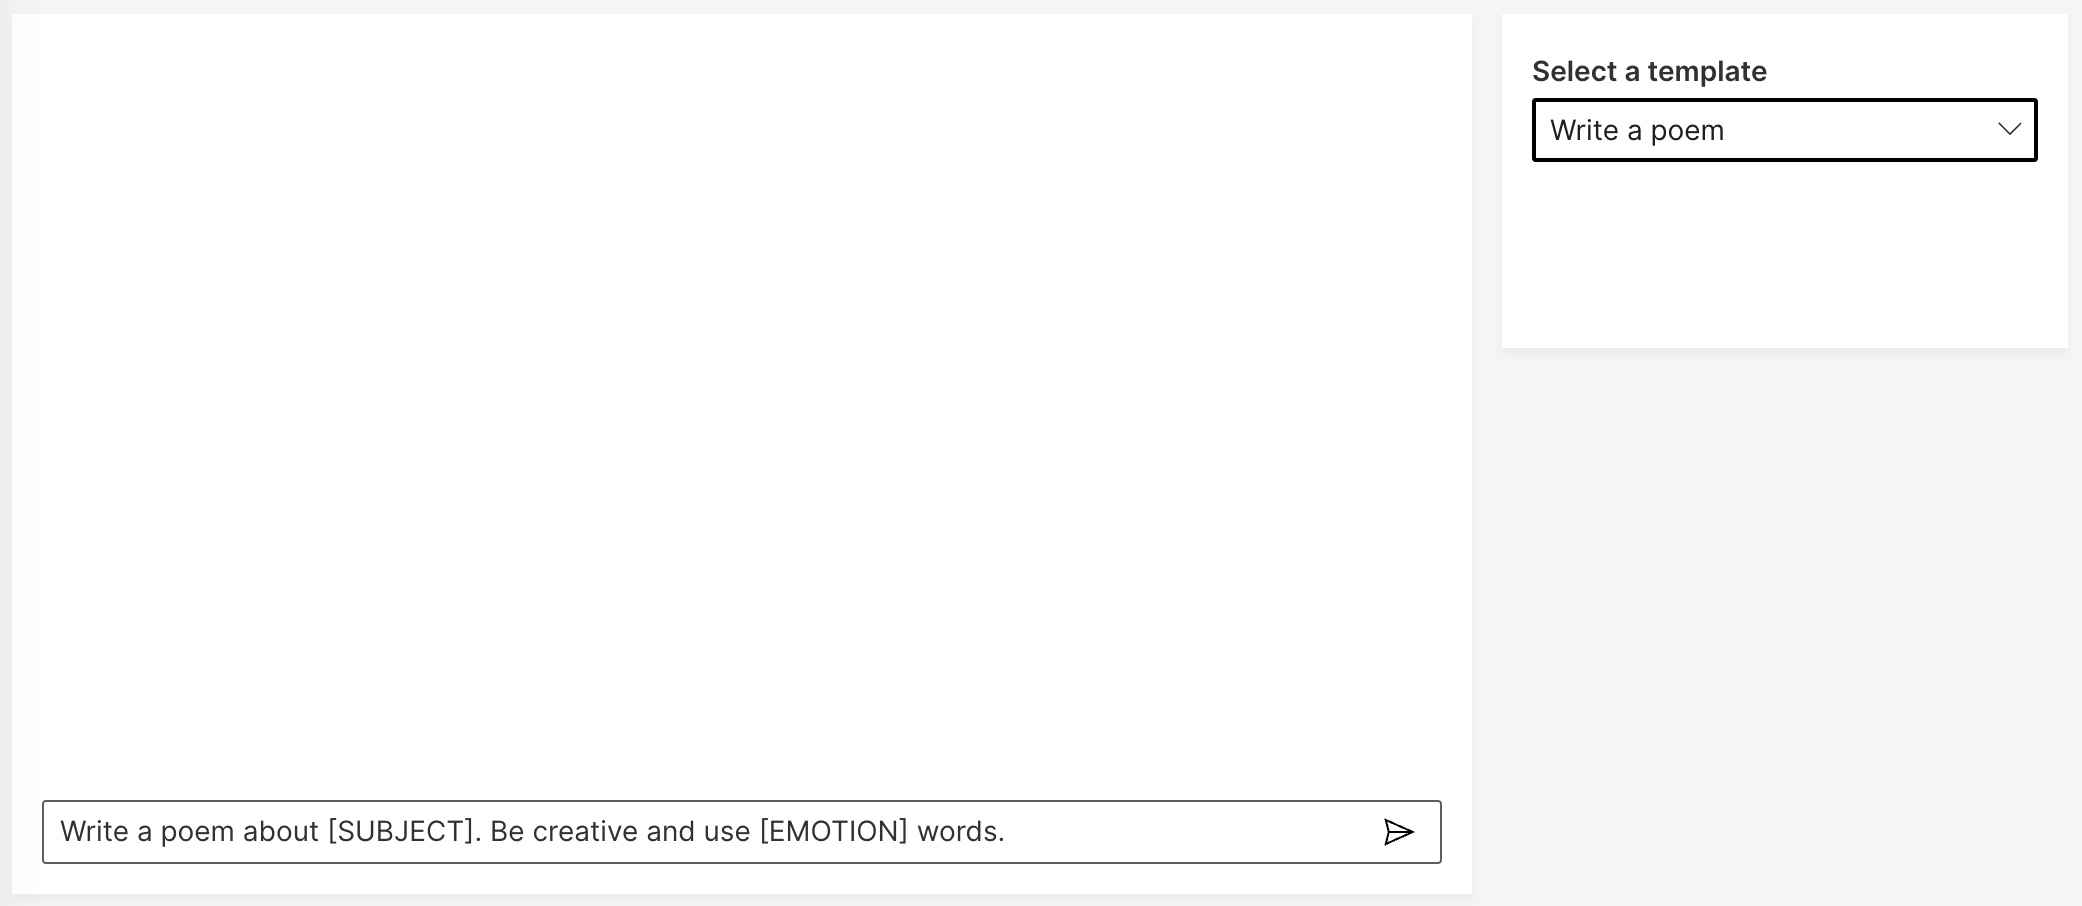 Select a template
Write a poem
Write a poem about [SUBJECT]. Be creative and use [EMOTION] words.